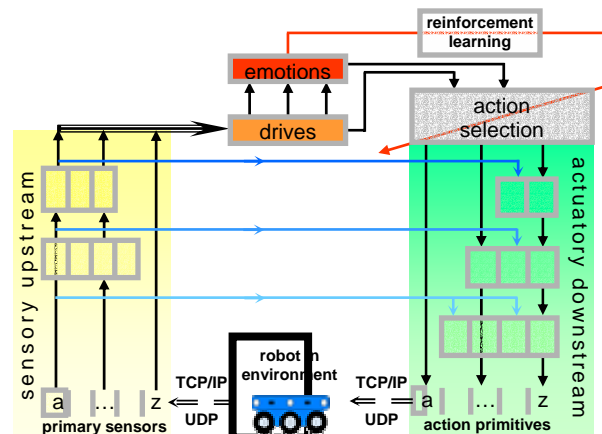 reinforcement
learning
emotions
drives
action
selection
sensory upstream
actuatory downstream
robot in
environment
TCP/IP
UDP
TCP/IP
UDP
a ... z
primary sensors
a ... z
action primitives